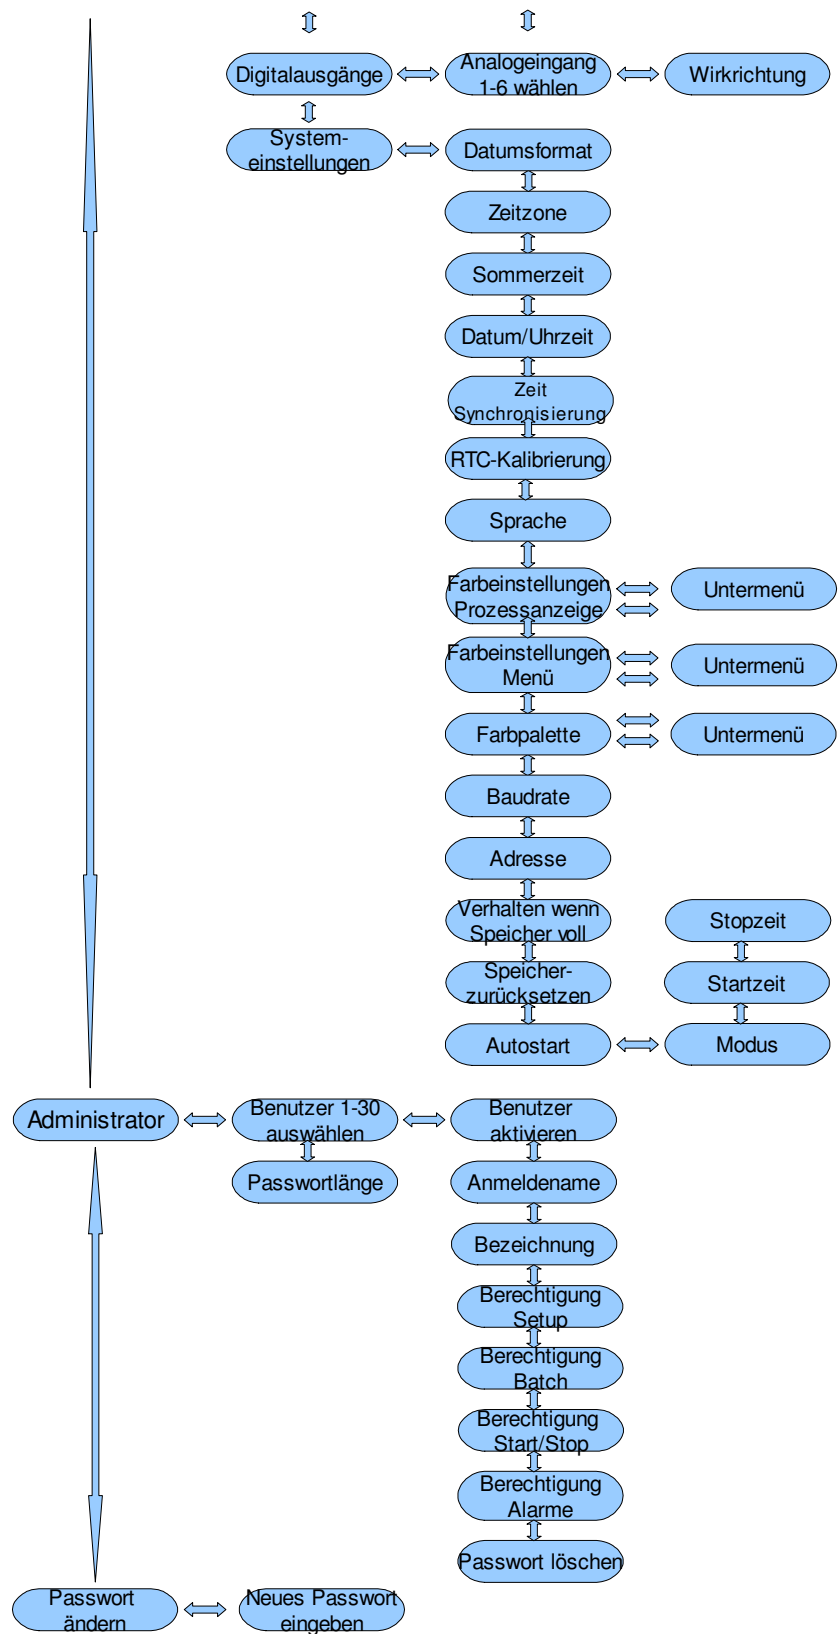 Digitalausgänge
Analogeingang
1-6 wählen
Wirkrichtung
System-
einstellungen
Datumsformat
Zeitzone
Sommerzeit
Datum/Uhrzeit
Zeit
Synchronisierung
RTC-Kalibrierung
Sprache
Farbeinstellungen
Prozessanzeige
Untermenü
Farbeinstellungen
Menü
Untermenü
Farbpalette
Untermenü
Baudrate
Adresse
Verhalten wenn
Speicher voll
Stopzeit
Speicher-
zurücksetzen
Startzeit
Autostart
Modus
Administrator
Benutzer 1-30
auswählen
Benutzer
aktivieren
Passwortlänge
Anmeldename
Bezeichnung
Berechtigung
Setup
Berechtigung
Batch
Berechtigung
Start/Stop
Berechtigung
Alarme
Passwort löschen
Passwort
ändern
Neues Passwort
eingeben